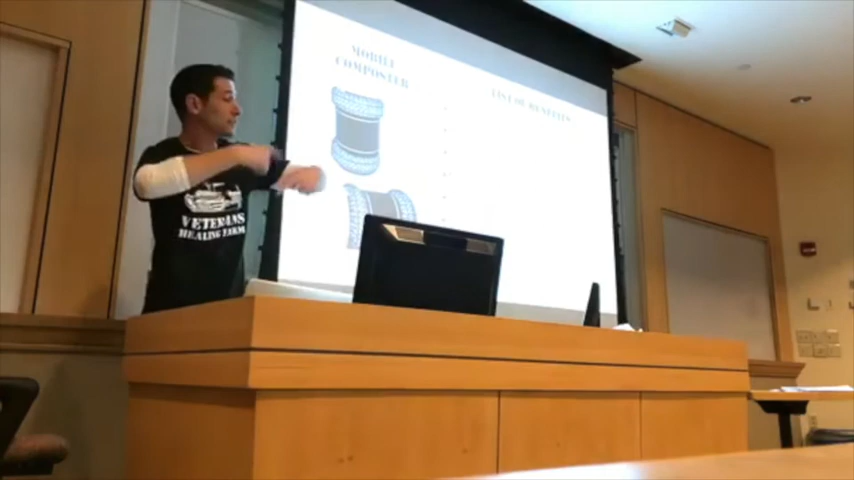 MOBILE
COMPOSTER
LIST OF BENEFITS
VETERANS
HEALING FARM